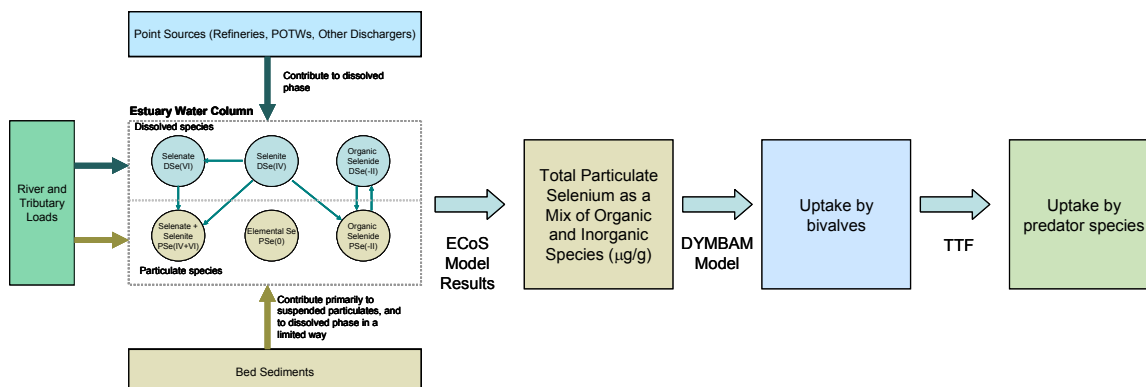 Point Sources (Refineries, POTWs, Other Dischargers)
Contribute to dissolved
phase
Estuary Water Column
Dissolved species
Selenate
DSe(VI)
Selenite
DSe(IV)
Organic
Selenide
DSe(-II)
River and
Tributary
Loads
Selenate +
Selenite
PSe(IV+VI)
Elemental Se
PSe(0)
Organic
Selenide
PSe(-II)
Particulate species
Contribute primarily to
suspended particulates, and
to dissolved phase in a
limited way
Bed Sediments
ECoS
Model
Results
Total Particulate
Selenium as a
Mix of Organic
and Inorganic
Species (µg/g)
DYMBAM
Model
Uptake by
bivalves
TTF
Uptake by
predator species